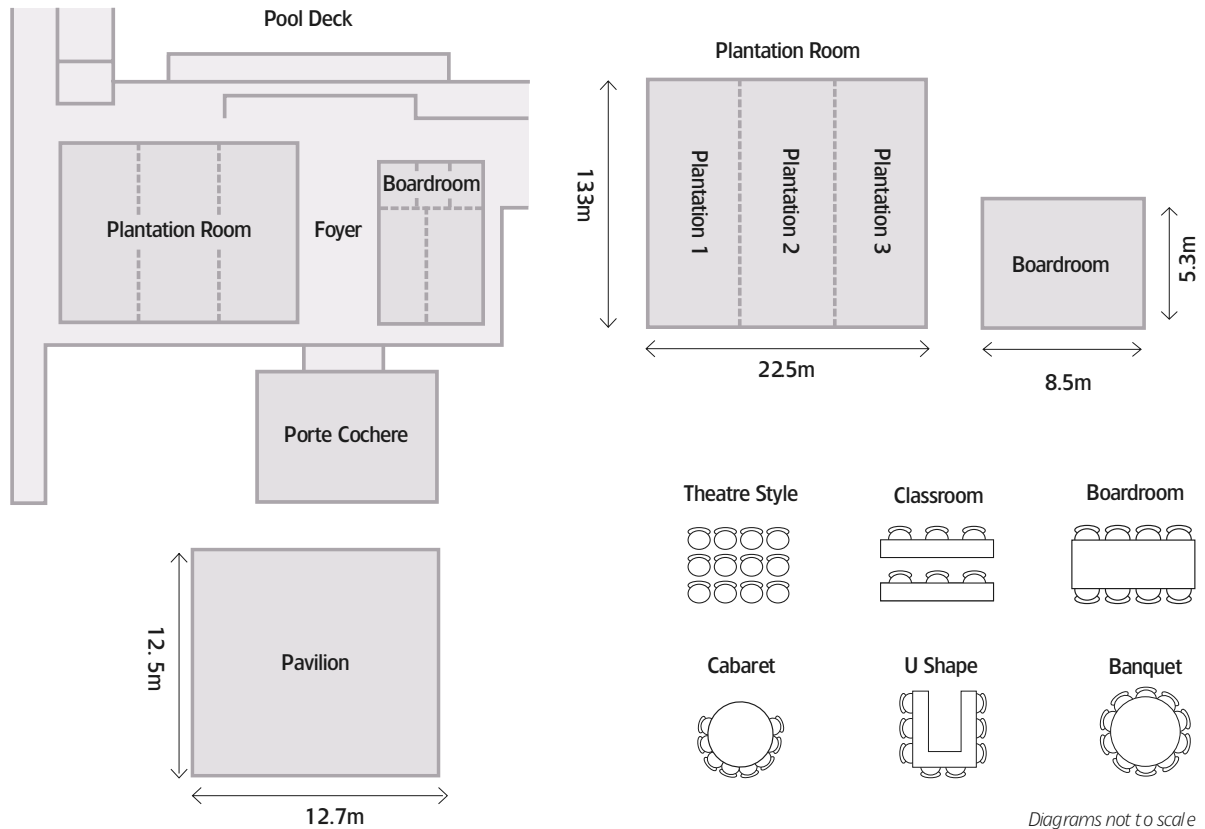 Pool Deck
Plantation Room
Foyer
Boardroom
Porte Cochere
Plantation Room
133m
Plantation 1
Plantation 2
Plantation 3
225m
Boardroom
5.3m
8.5m
12. 5m
Pavilion
12.7m
Theatre Style
Classroom
Boardroom
Cabaret
U Shape
Banquet
Diagrams not to scale